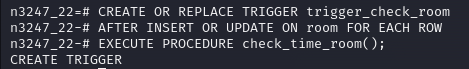 n3247_22=# CREATE OR REPLACE TRIGGER trigger_check_room
n3247_22-# AFTER INSERT OR UPDATE ON room FOR EACH ROW
n3247_22-# EXECUTE PROCEDURE check_time_room();
CREATE TRIGGER